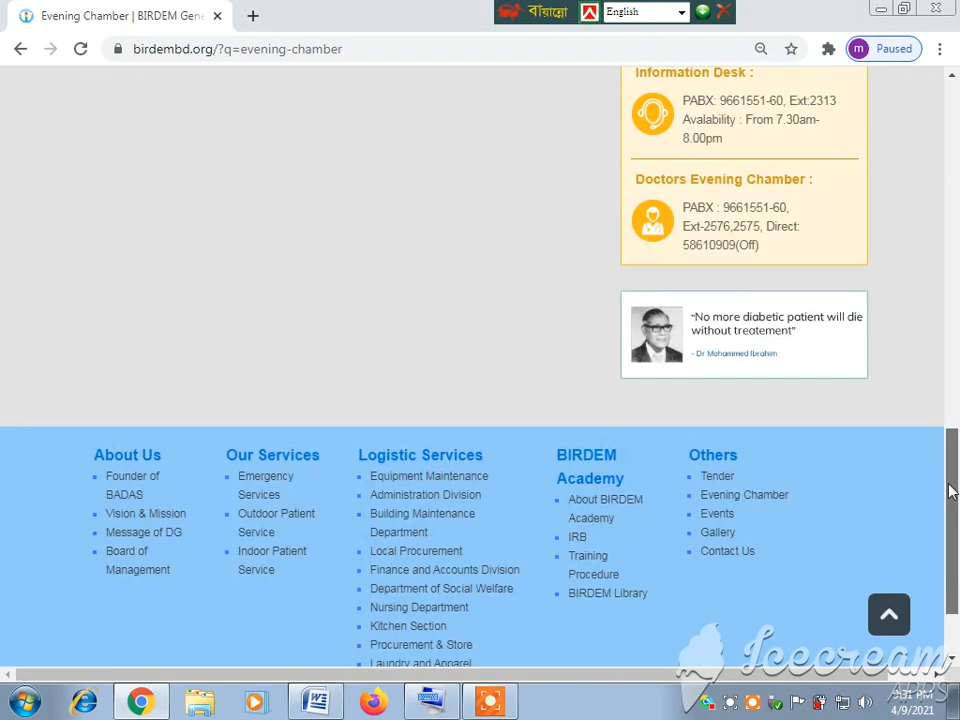 Evening Chamber | BIRDEM Gene
বায়ান্নো
English
birdembd.org/?q=evening-chamber
m
Paused
Information Desk :
PABX: 9661551-60, Ext:2313
Avalability : From 7.30am-
8.00pm
Doctors Evening Chamber :
PABX : 9661551-60,
Ext-2576,2575, Direct:
58610909(Off)
“No more diabetic patient will die
without treatement”
- Dr Mohammed Ibrahim
About Us
Founder of
BADAS
Vision & Mission
Message of DG
Board of
Management
Our Services
Emergency
Services
Outdoor Patient
Service
Indoor Patient
Service
Logistic Services
Equipment Maintenance
Administration Division
Building Maintenance
Department
Local Procurement
Finance and Accounts Division
Department of Social Welfare
Nursing Department
Kitchen Section
Procurement & Store
Laundry and Apparel
BIRDEM
Academy
About BIRDEM
Academy
IRB
Training
Procedure
BIRDEM Library
Others
Tender
Evening Chamber
Events
Gallery
Contact Us
Icecream
APPS
9:31 PM
4/9/2021